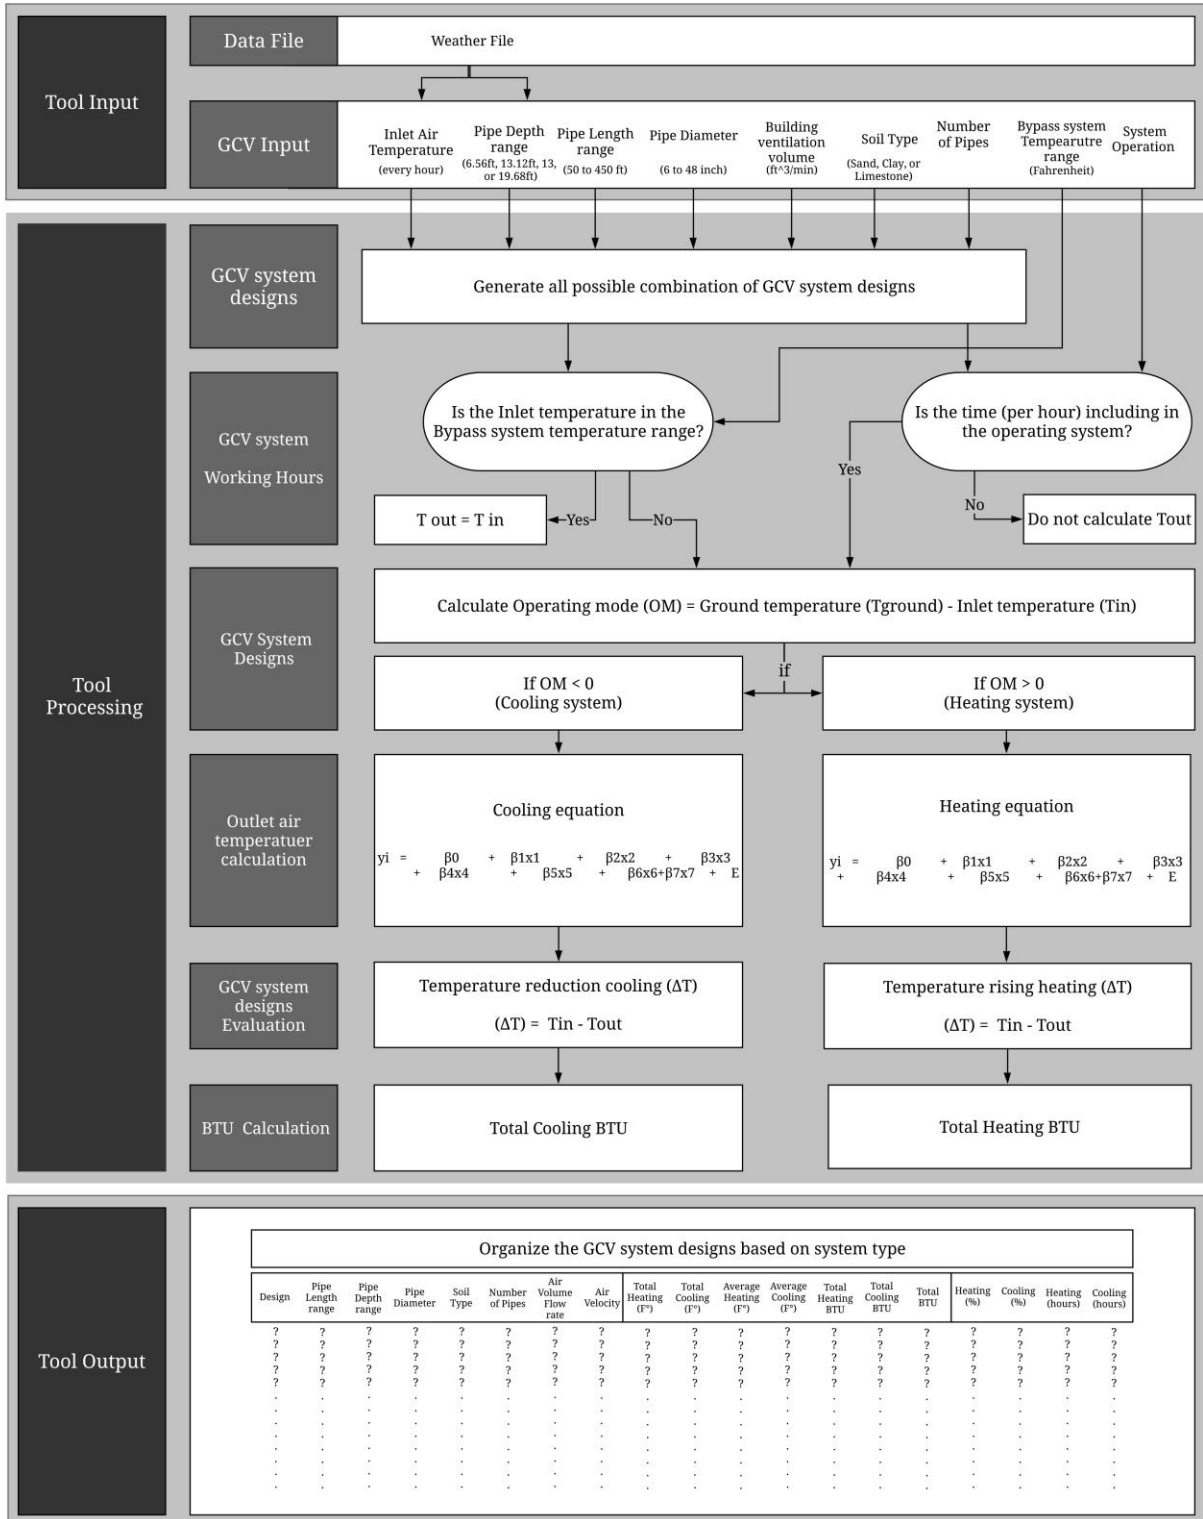 Tool Input
Data File
Weather File
GCV Input
Inlet Air
Temperature
(every hour)
Pipe Depth
range
(6.56ft, 13.12ft, 13,
or 19.68ft)
Pipe Length
range
(50 to 450 ft)
Pipe Diameter
(6 to 48 inch)
Building
ventilation
volume
(ft^3/min)
Soil Type
(Sand, Clay, or
Limestone)
Number
of Pipes
Bypass system
Tempearutre
range
(Fahrenheit)
System
Operation
Tool
Processing
GCV system
designs
Generate all possible combination of GCV system designs
GCV system
Working Hours
Is the Inlet temperature in the
Bypass system temperature range?
Is the time (per hour) including in
the operating system?
Yes
No
T out = T in
Yes
No
Do not calculate Tout
GCV System
Designs
Calculate Operating mode (OM) = Ground temperature (Tground) - Inlet temperature (Tin)
if
If OM < 0
(Cooling system)
If OM > 0
(Heating system)
Outlet air
temperatuer
calculation
Cooling equation
yi = β0 + β1x1 + β2x2 + β3x3
+ β4x4 + β5x5 + β6x6+β7x7 + E
Heating equation
yi = β0 + β1x1 + β2x2 + β3x3
+ β4x4 + β5x5 + β6x6+β7x7 + E
GCV system
designs
Evaluation
Temperature reduction cooling (ΔT)
(ΔT) = Tin - Tout
Temperature rising heating (ΔT)
(ΔT) = Tin - Tout
BTU Calculation
Total Cooling BTU
Total Heating BTU
Tool Output
Organize the GCV system designs based on system type
Design
Pipe
Length
range
Pipe
Depth
range
Pipe
Diameter
Soil
Type
Number
of Pipes
Air
Volume
Flow
rate
Air
Velocity
Total
Heating
(F°)
Total
Cooling
(F°)
Average
Heating
(F°)
Average
Cooling
(F°)
Total
Heating
BTU
Total
Cooling
BTU
Total
BTU
Heating
(%)
Cooling
(%)
Heating
(hours)
Cooling
(hours)
? ? ? ? ? ? ? ? ? ? ? ? ? ? ? ? ? ? ?
? ? ? ? ? ? ? ? ? ? ? ? ? ? ? ? ? ? ?
? ? ? ? ? ? ? ? ? ? ? ? ? ? ? ? ? ? ?
? ? ? ? ? ? ? ? ? ? ? ? ? ? ? ? ? ? ?
? ? ? ? ? ? ? ? ? ? ? ? ? ? ? ? ? ? ?
. . . . . . . . . . . . . . . . . . .
. . . . . . . . . . . . . . . . . . .
. . . . . . . . . . . . . . . . . . .
. . . . . . . . . . . . . . . . . . .
. . . . . . . . . . . . . . . . . . .
. . . . . . . . . . . . . . . . . . .
. . . . . . . . . . . . . . . . . . .
. . . . . . . . . . . . . . . . . . .